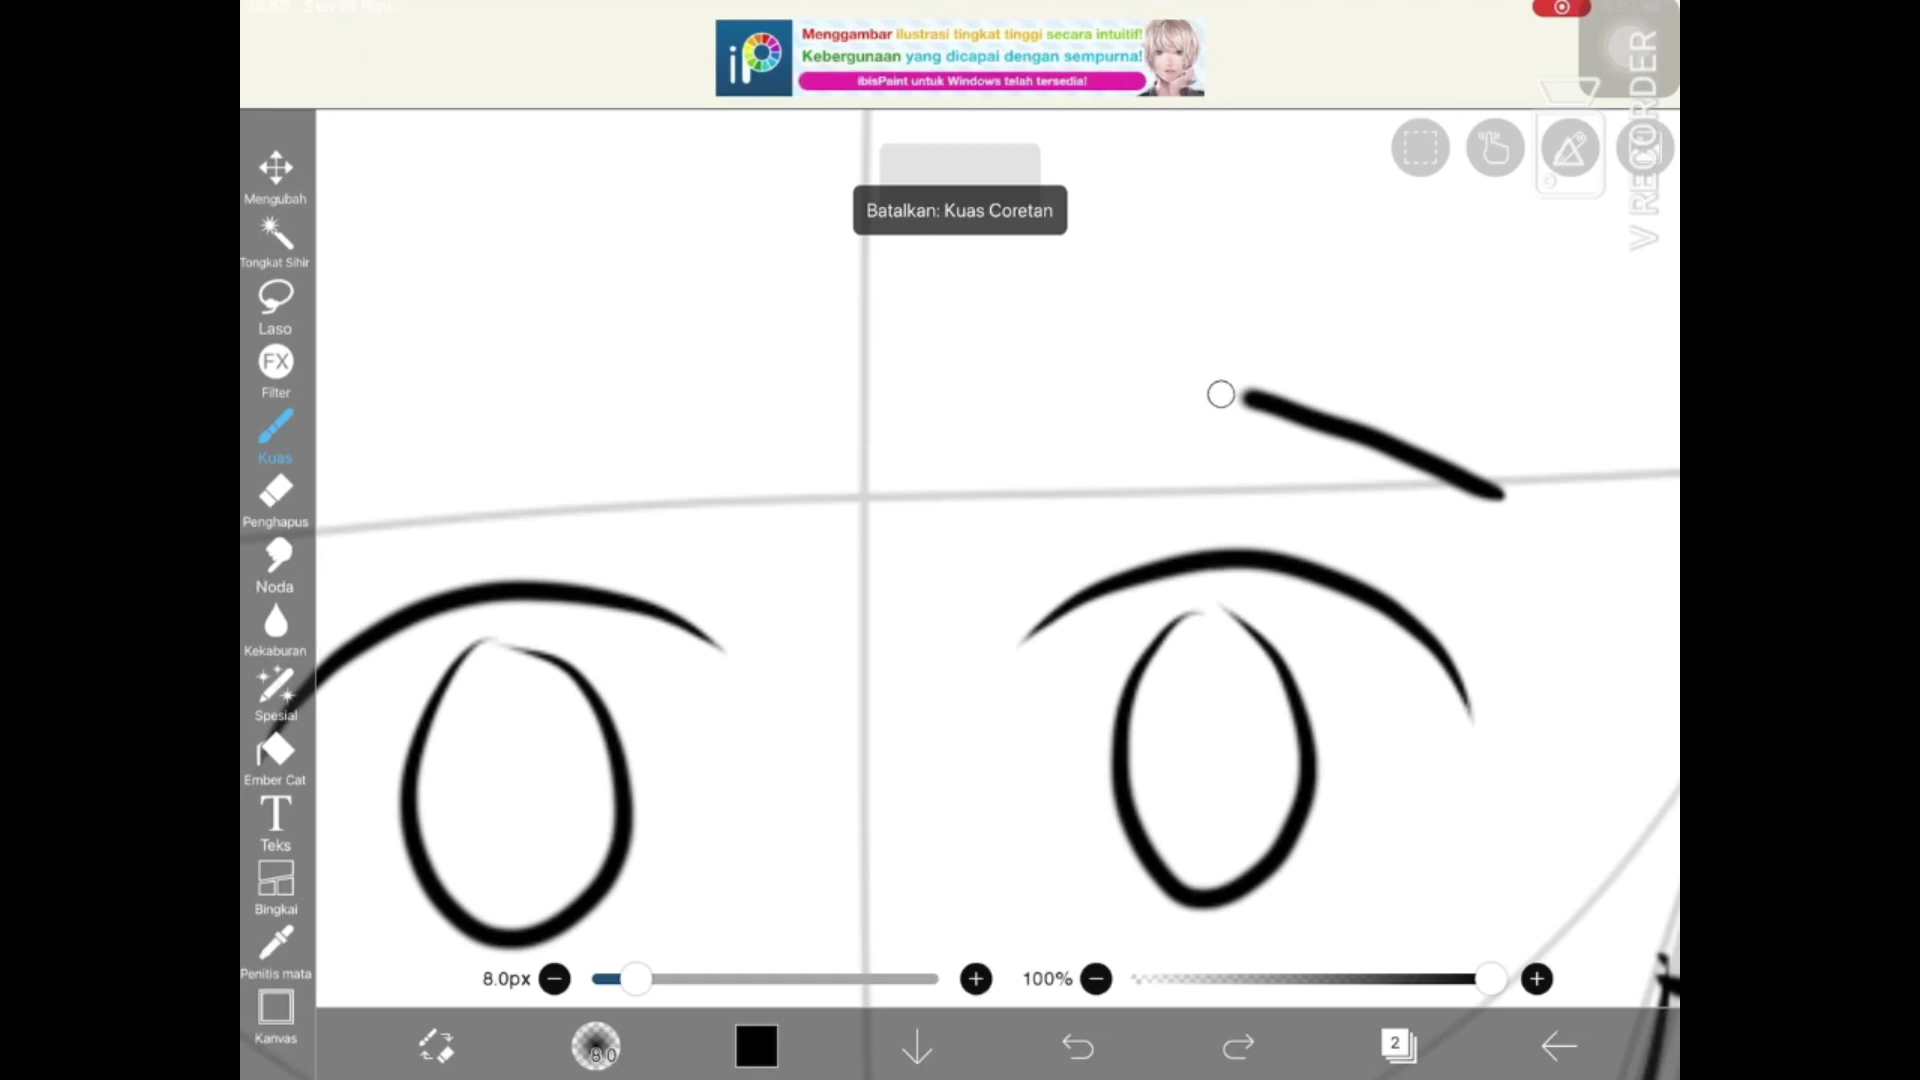 Menggambar ilustrasi tingkat tinggi secara intuitif!
iP
Kebergunaan yang dicapai dengan sempurna!
ibisPaint untuk Windows telah tersedia!
V RECORDER
Mengubah
Batalkan: Kuas Coretan
Tongkat Sihir
Laso
FX
Filter
Kuas
Penghapus
Noda
Kekaburan
Spesial
Ember Cat
T
Teks
Bingkai
Penitis mata
8.0px
100%
Kanvas
8.0
2